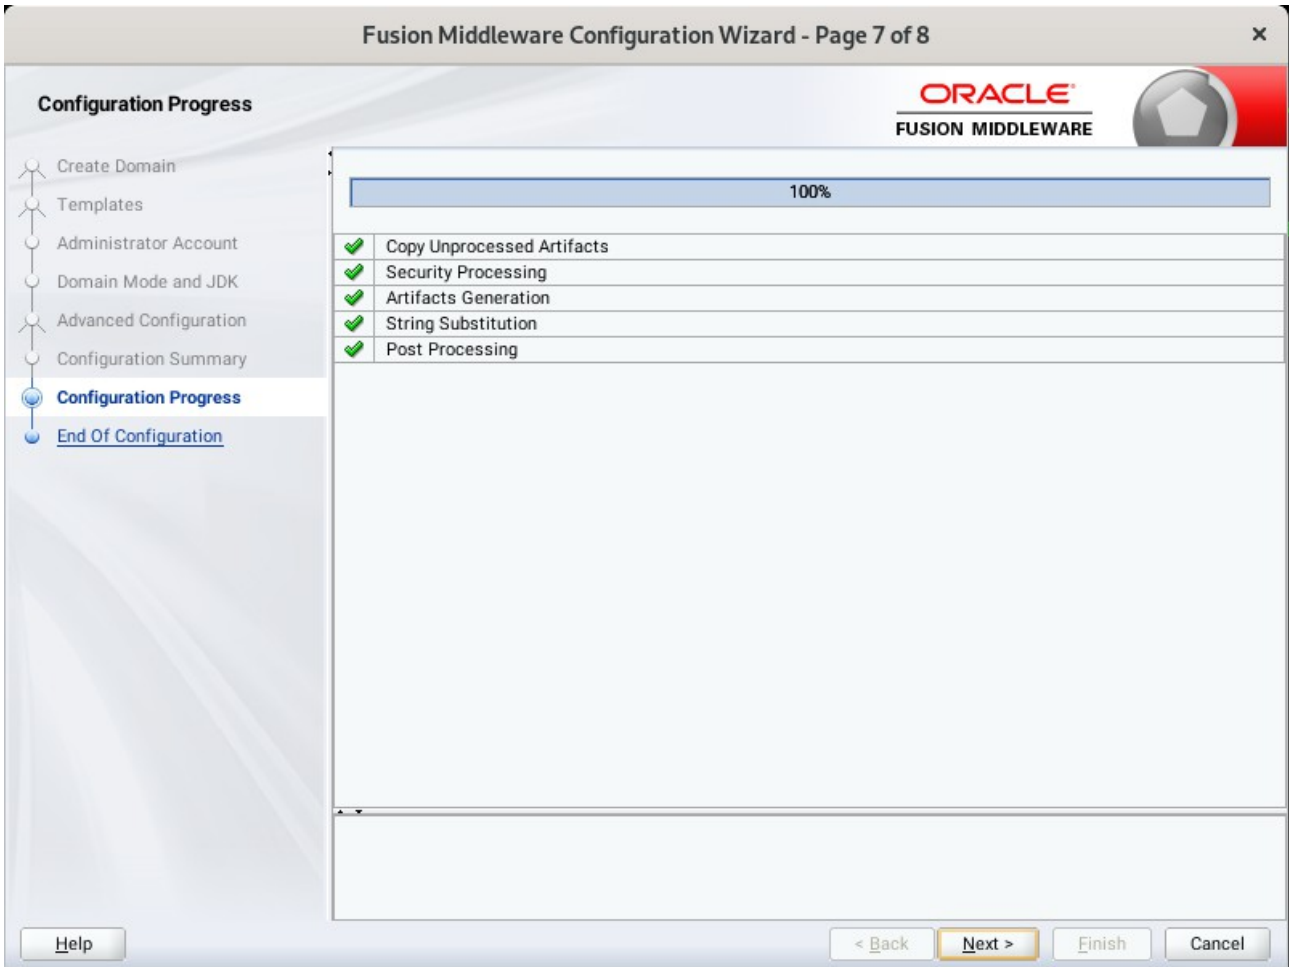 Fusion Middleware Configuration Wizard - Page 7 of 8
Configuration Progress
ORACLE
FUSION MIDDLEWARE
Create Domain
Templates
Administrator Account
Domain Mode and JDK
Advanced Configuration
Configuration Summary
Configuration Progress
End Of Configuration
100%
Copy Unprocessed Artifacts
Security Processing
Artifacts Generation
String Substitution
Post Processing
Help
< Back
Next >
Finish
Cancel